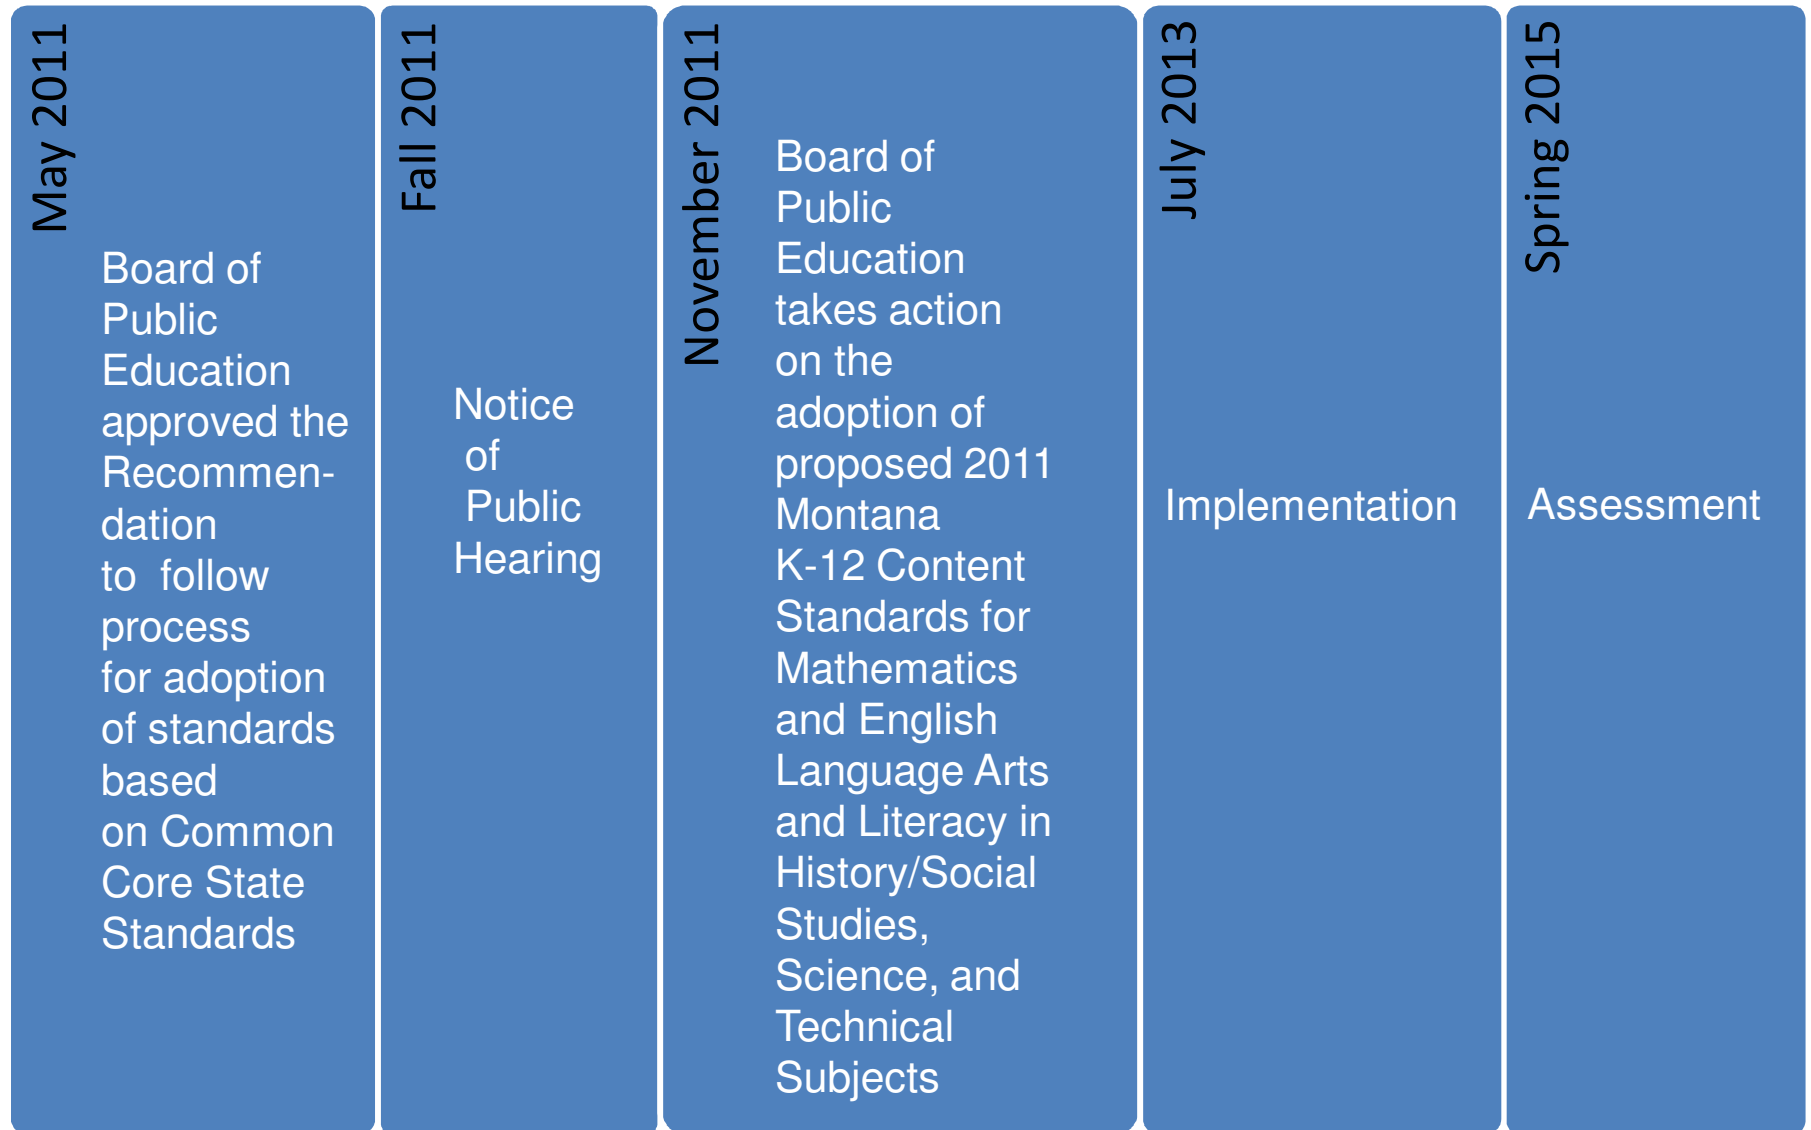 May 2011
Board of
Public
Education
approved the
Recommen-
dation
to follow
process
for adoption
of standards
based
on Common
Core State
Standards
Fall 2011
Notice
of
Public
Hearing
November 2011
Board of
Public
Education
takes action
on the
adoption of
proposed 2011
Montana
K-12 Content
Standards for
Mathematics
and English
Language Arts
and Literacy in
History/Social
Studies,
Science, and
Technical
Subjects
July 2013
Implementation
Spring 2015
Assessment